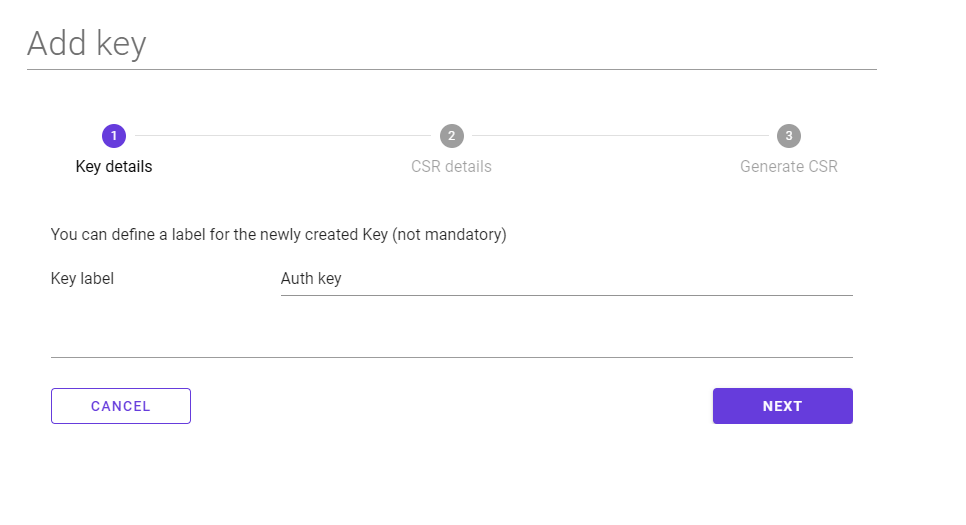 Add key
1
2
3
Key details
CSR details
Generate CSR
You can define a label for the newly created Key (not mandatory)
Key label
Auth key
CANCEL
NEXT